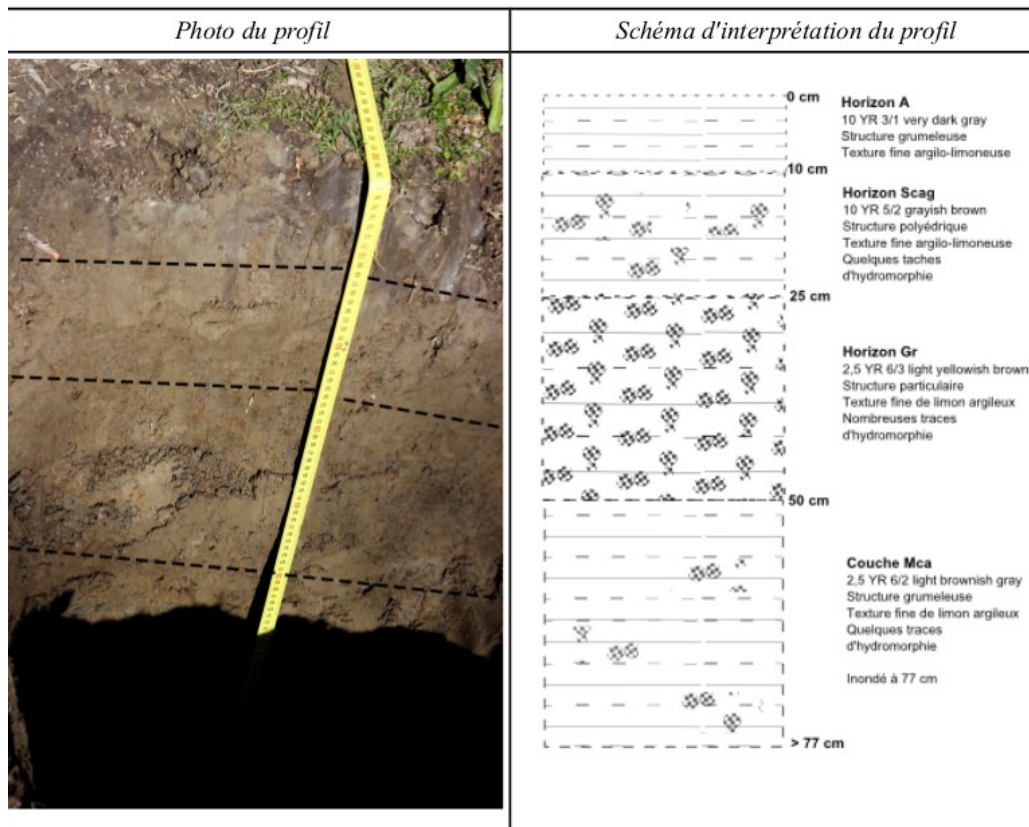 Photo du profil
Schéma d'interprétation du profil
0 cm
Horizon A
10 YR 3/1 very dark gray
Structure grumeleuse
Texture fine argilo-limoneuse
10 cm
Horizon Scag
10 YR 5/2 grayish brown
Structure polyédrique
Texture fine argilo-limoneuse
Quelques taches
d'hydromorphie
25 cm
Horizon Gr
2,5 YR 6/3 light yellowish brown
Structure particulaire
Texture fine de limon argileux
Nombreuses traces
d'hydromorphie
50 cm
Couche Mca
2,5 YR 6/2 light brownish gray
Structure grumeleuse
Texture fine de limon argileux
Quelques traces
d'hydromorphie
Inondé à 77 cm
> 77 cm